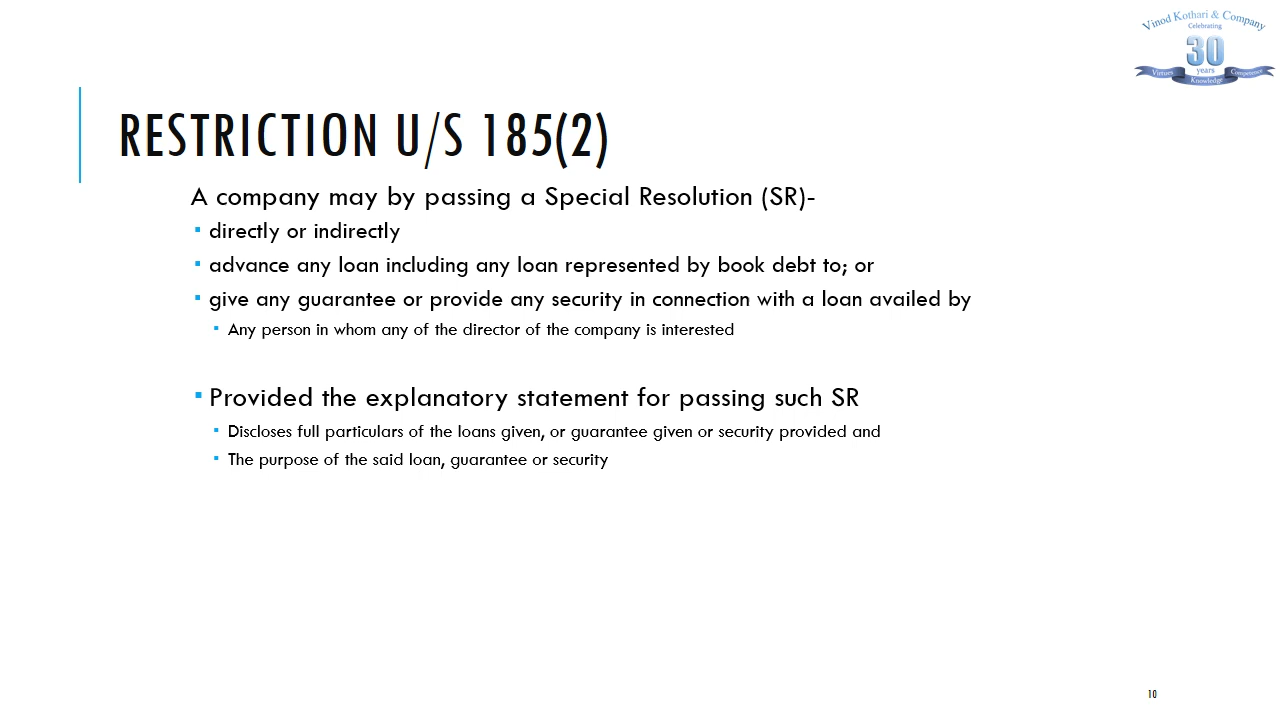 Vinod Kothari & Company
Celebrating
30
years
Virtues
Knowledge
Competence
RESTRICTION U/S 185(2)
A company may by passing a Special Resolution (SR)-
directly or indirectly
advance any loan including any loan represented by book debt to; or
give any guarantee or provide any security in connection with a loan availed by
Any person in whom any of the director of the company is interested
Provided the explanatory statement for passing such SR
Discloses full particulars of the loans given, or guarantee given or security provided and
The purpose of the said loan, guarantee or security
10